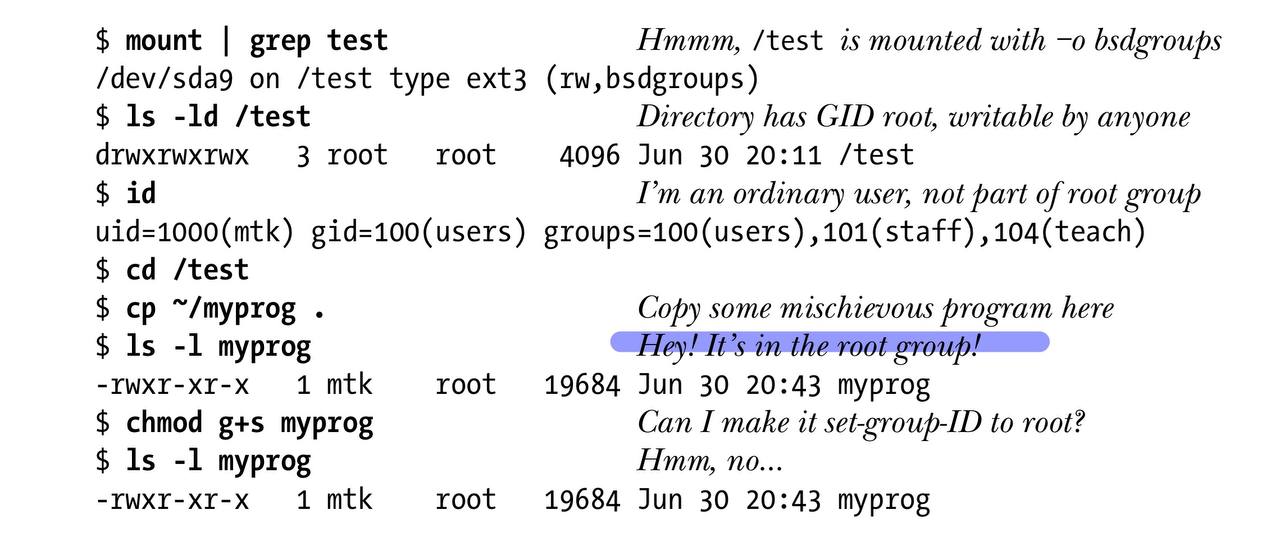 $ mount | grep test Hmmm, /test is mounted with –o bsdgroups
/dev/sda9 on /test type ext3 (rw,bsdgroups)
$ ls -ld /test Directory has GID root, writable by anyone
drwxrwxrwx 3 root root 4096 Jun 30 20:11 /test
$ id I’m an ordinary user, not part of root group
uid=1000(mtk) gid=100(users) groups=100(users),101(staff),104(teach)
$ cd /test
$ cp ~/myprog . Copy some mischievous program here
$ ls -l myprog Hey! It’s in the root group!
-rwxr-xr-x 1 mtk root 19684 Jun 30 20:43 myprog
$ chmod g+s myprog Can I make it set-group-ID to root?
$ ls -l myprog Hmm, no...
-rwxr-xr-x 1 mtk root 19684 Jun 30 20:43 myprog